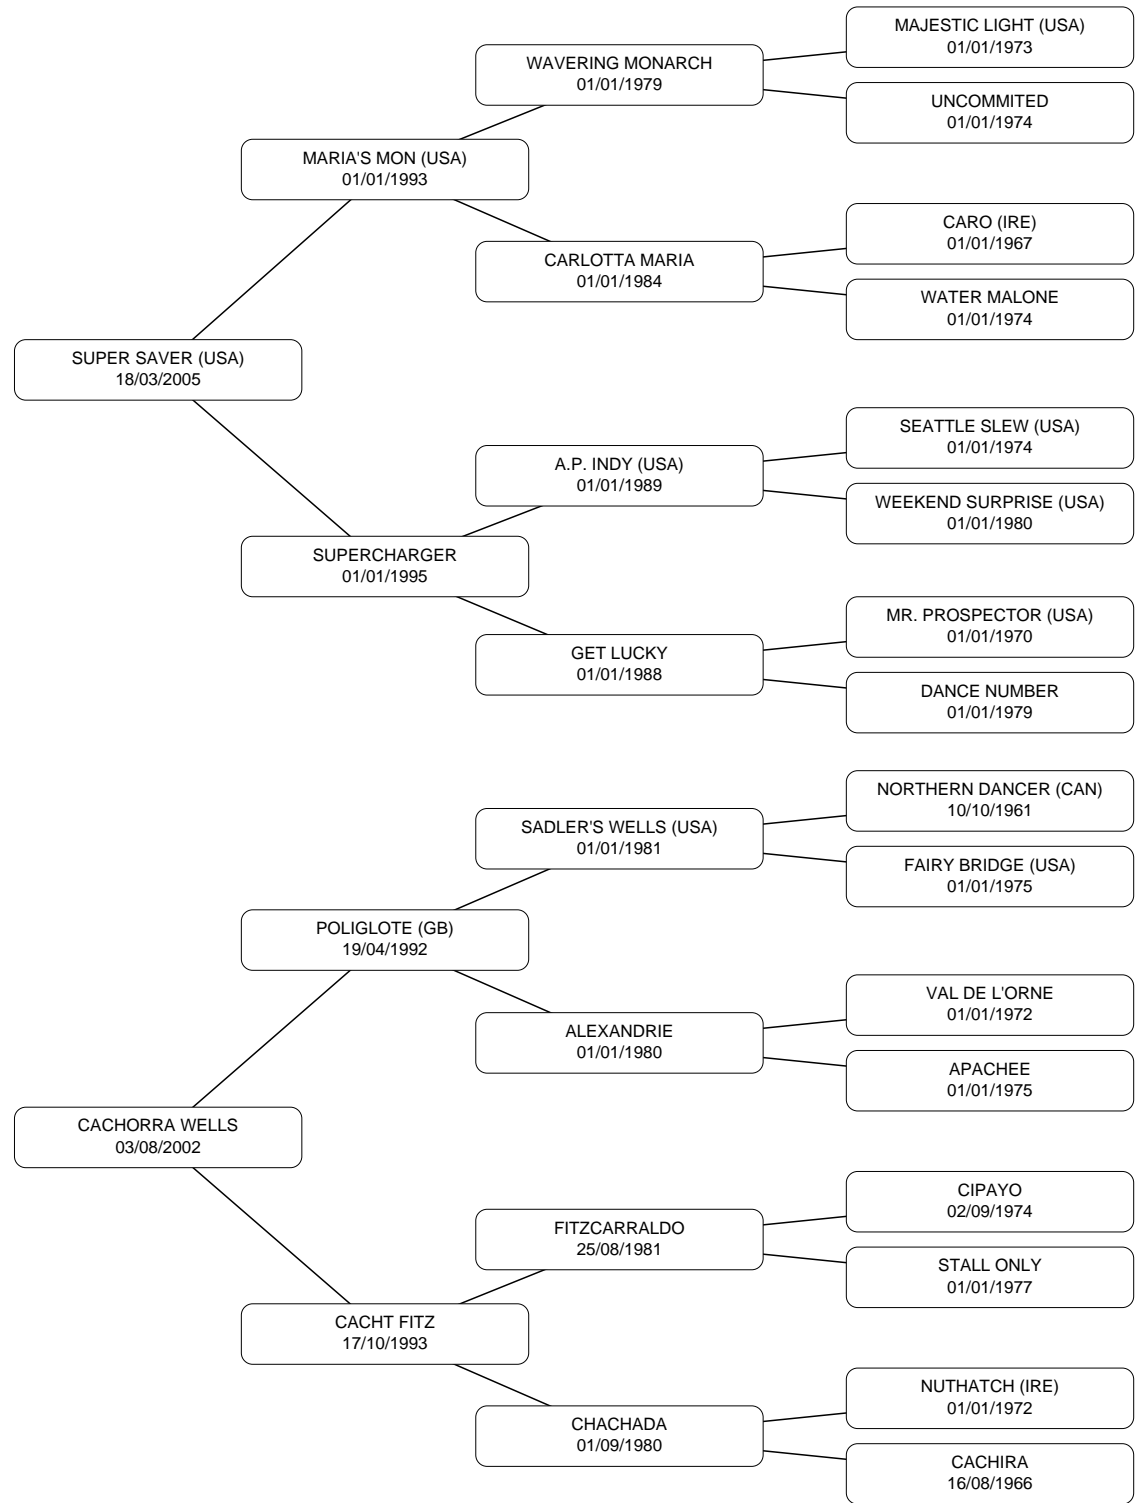 MAJESTIC LIGHT (USA)
01/01/1973
WAVERING MONARCH
01/01/1979
UNCOMMITED
01/01/1974
MARIA'S MON (USA)
01/01/1993
CARO (IRE)
01/01/1967
CARLOTTA MARIA
01/01/1984
WATER MALONE
01/01/1974
SUPER SAVER (USA)
18/03/2005
SEATTLE SLEW (USA)
01/01/1974
A.P. INDY (USA)
01/01/1989
WEEKEND SURPRISE (USA)
01/01/1980
SUPERCHARGER
01/01/1995
MR. PROSPECTOR (USA)
01/01/1970
GET LUCKY
01/01/1988
DANCE NUMBER
01/01/1979
NORTHERN DANCER (CAN)
10/10/1961
SADLER'S WELLS (USA)
01/01/1981
FAIRY BRIDGE (USA)
01/01/1975
POLIGLOTE (GB)
19/04/1992
VAL DE L'ORNE
01/01/1972
ALEXANDRIE
01/01/1980
APACHEE
01/01/1975
CACHORRA WELLS
03/08/2002
CIPAYO
02/09/1974
FITZCARRALDO
25/08/1981
STALL ONLY
01/01/1977
CACHT FITZ
17/10/1993
NUTHATCH (IRE)
01/01/1972
CHACHADA
01/09/1980
CACHIRA
16/08/1966